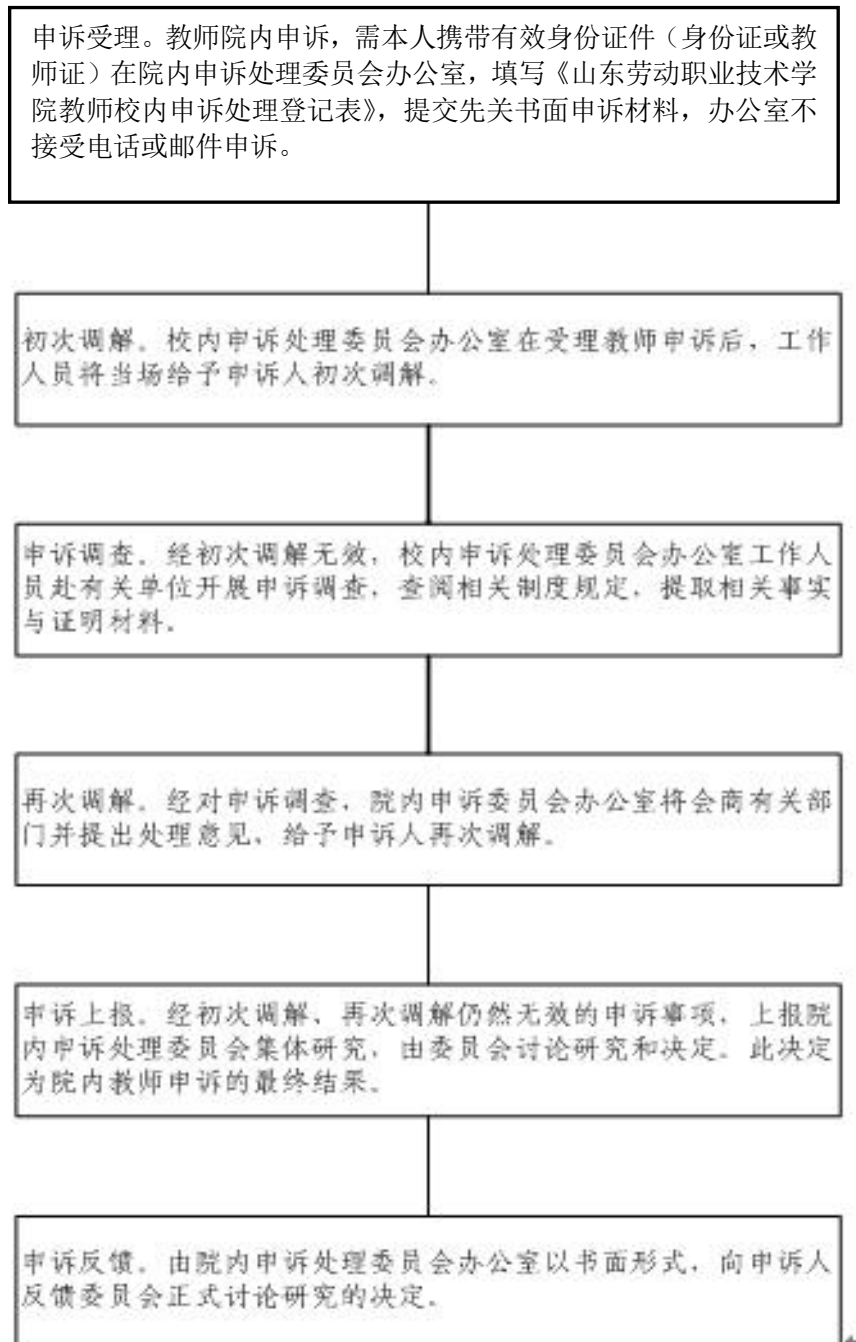 申诉受理。教师院内申诉，需本人携带有效身份证件（身份证或教
师证）在院内申诉处理委员会办公室，填写《山东劳动职业技术学
院教师校内申诉处理登记表》，提交先关书面申诉材料，办公室不
接受电话或邮件申诉。
初次调解。校内申诉处理委员会办公室在受理教师申诉后，工作
人员将当场给予申诉人初次调解。
申诉调查。经初次调解无效，校内申诉处理委员会办公室工作人
员赴有关单位开展申诉调查，查阅相关制度规定，提取相关事实
与证明材料。
再次调解。经对申诉调查，院内申诉委员会办公室将会商有关部
门并提出处理意见，给予申诉人再次调解。
申诉上报。经初次调解、再次调解仍然无效的申诉事项，上报院
内申诉处理委员会集体研究，由委员会讨论研究和决定。此决定
为院内教师申诉的最终结果。
申诉反馈。由院内申诉处理委员会办公室以书面形式，向申诉人
反馈委员会正式讨论研究的决定。